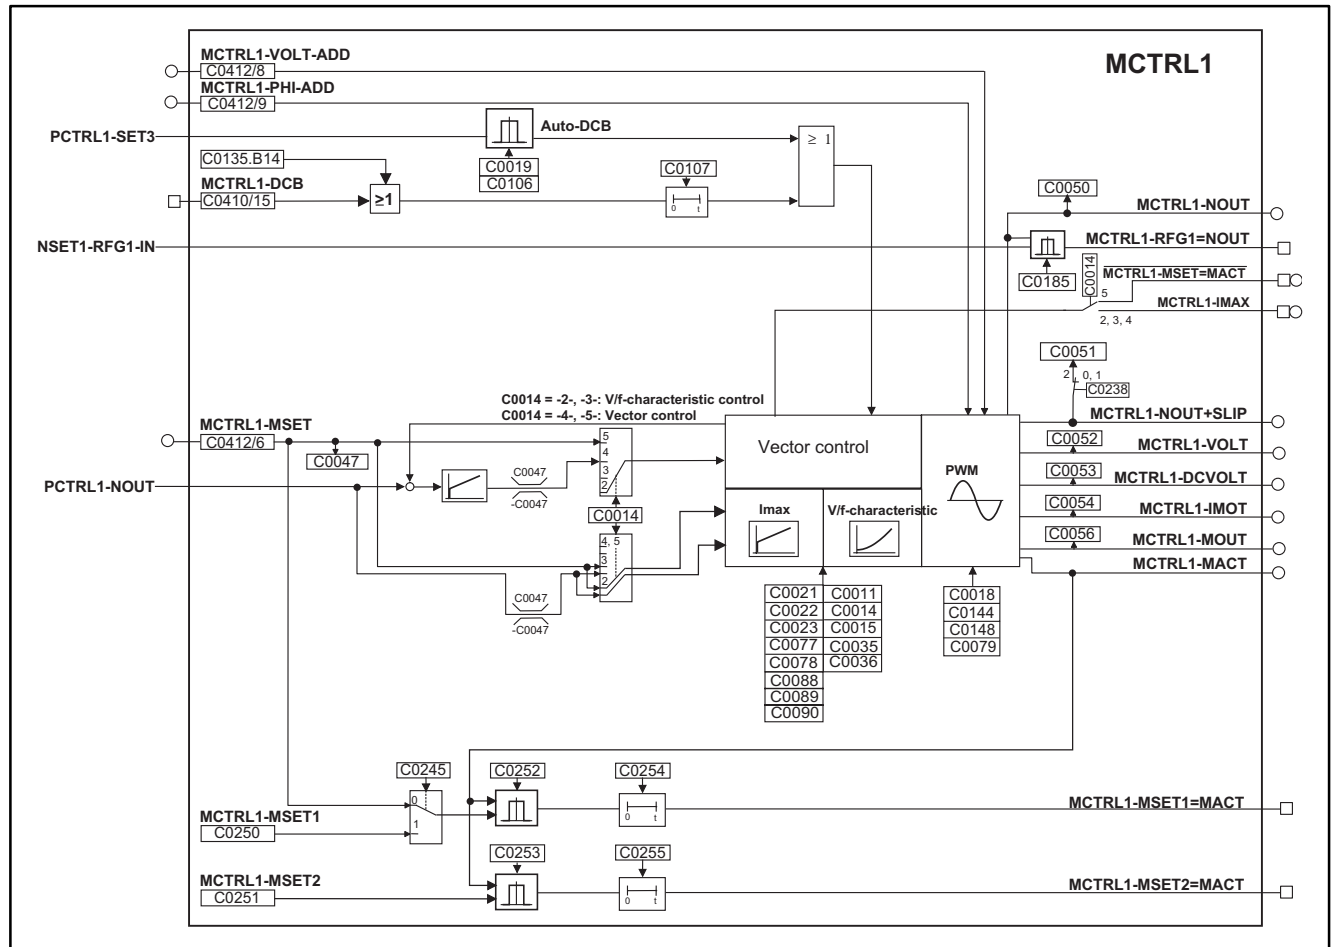 MCTRL1-VOLT-ADD
C0412/8
MCTRL1
MCTRL1-PHI-ADD
C0412/9
PCTRL1-SET3
Auto-DCB
≥ 1
C0135.B14
C0019
C0106
C0107
MCTRL1-DCB
C0410/15
≥1
0 t
C0050
MCTRL1-NOUT
NSET1-RFG1-IN
MCTRL1-RFG1=NOUT
C0185
C0014
MCTRL1-MSET=MACT
5
MCTRL1-IMAX
2, 3, 4
C0051
2 0, 1
C0238
C0014 = -2-, -3-: V/f-characteristic control
C0014 = -4-, -5-: Vector control
MCTRL1-NOUT+SLIP
MCTRL1-MSET
C0412/6
C0047
5
4
3
2
Vector control
PWM
C0052
MCTRL1-VOLT
PCTRL1-NOUT
C0047
-C0047
C0053
MCTRL1-DCVOLT
C0014
Imax
V/f-characteristic
C0054
MCTRL1-IMOT
4, 5
3
2
C0056
MCTRL1-MOUT
MCTRL1-MACT
C0047
-C0047
C0021 C0011
C0022 C0014
C0023 C0015
C0077 C0035
C0078 C0036
C0088
C0089
C0090
C0018
C0144
C0148
C0079
C0245
C0252
C0254
0
1
0 t
MCTRL1-MSET1=MACT
MCTRL1-MSET1
C0250
C0253
C0255
MCTRL1-MSET2
C0251
0 t
MCTRL1-MSET2=MACT